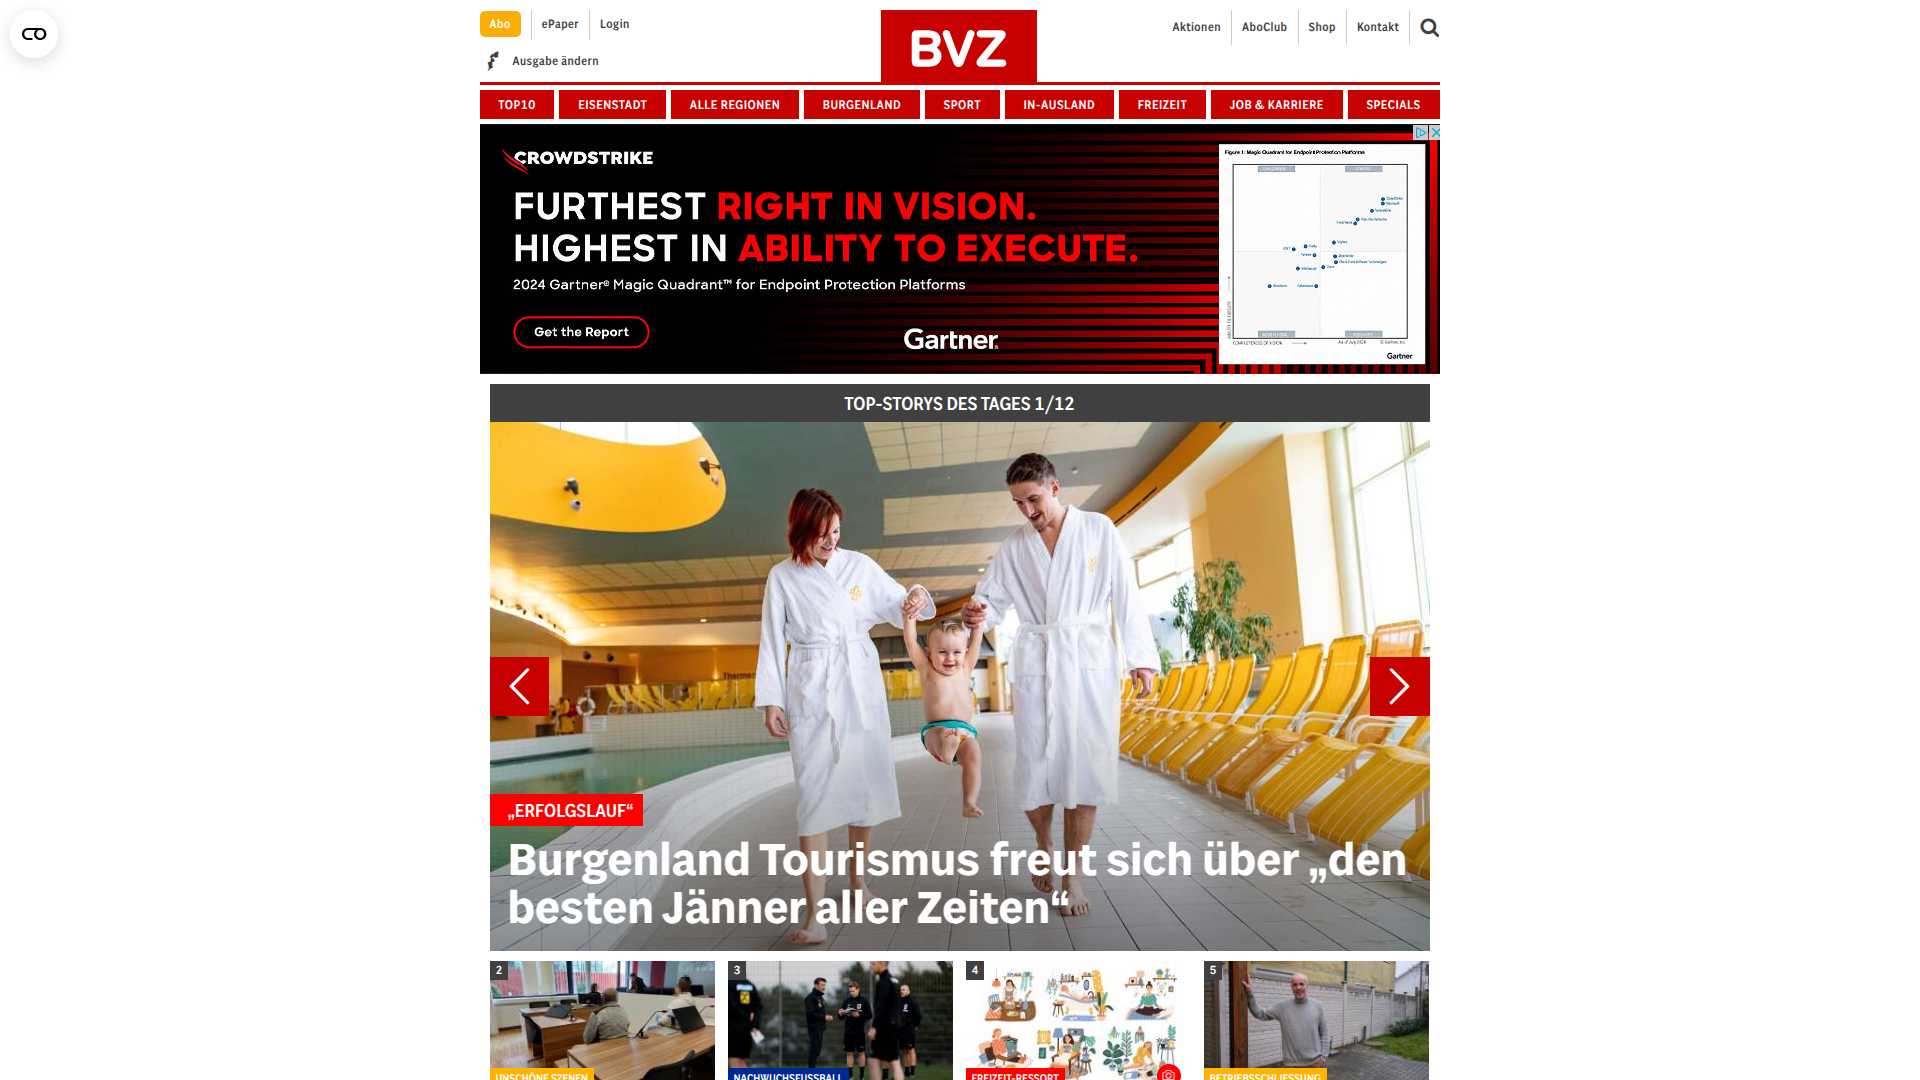 Abo
ePaper
Login
Ausgabe ändern
BVZ
Aktionen
AboClub
Shop
Kontakt
TOP10
EISENSTADT
ALLE REGIONEN
BURGENLAND
SPORT
IN-AUSLAND
FREIZEIT
JOB & KARRIERE
SPECIALS
CROWDSTRIKE
FURTHEST RIGHT IN VISION.
HIGHEST IN ABILITY TO EXECUTE.
2024 Gartner® Magic Quadrant™ for Endpoint Protection Platforms
Get the Report
Gartner
Figure 1: Magic Quadrant for Endpoint Protection Platforms
As of July 2024
Gartner
TOP-STORYS DES TAGES 1/12
„ERFOLGSLAUF“
Burgenland Tourismus freut sich über „den
besten Jänner aller Zeiten“
2
3
4
5
UNSCHÖNE SZENEN
NACHWUCHSFUSSBALL
FREIZEIT-RESSORT
BETRIEBSSCHLIESSUNG